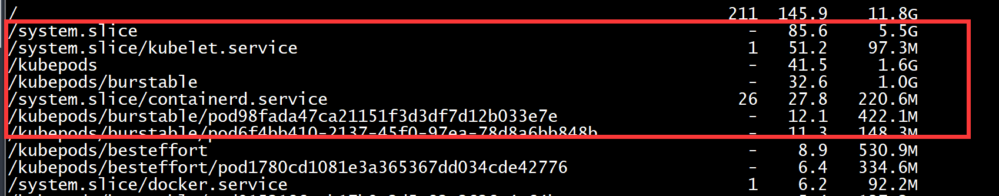 / 211 145.9 11.8G
/system.slice - 85.6 5.5G
/system.slice/kubelet.service 1 51.2 97.3M
/kubepods - 41.5 1.6G
/kubepods/burstable - 32.6 1.0G
/system.slice/containerd.service 26 27.8 220.6M
/kubepods/burstable/pod98fada47ca21151f3d3df7d12b033e7e - 12.1 422.1M
/kubepods/burstable/pod6f4bb410-2137-45f0-97ea-78d8a6bb848b - 11.3 148.3M
/kubepods/besteffort - 8.9 530.9M
/kubepods/besteffort/pod1780cd1081e3a365367dd034cde42776 - 6.4 334.6M
/system.slice/docker.service 1 6.2 92.2M